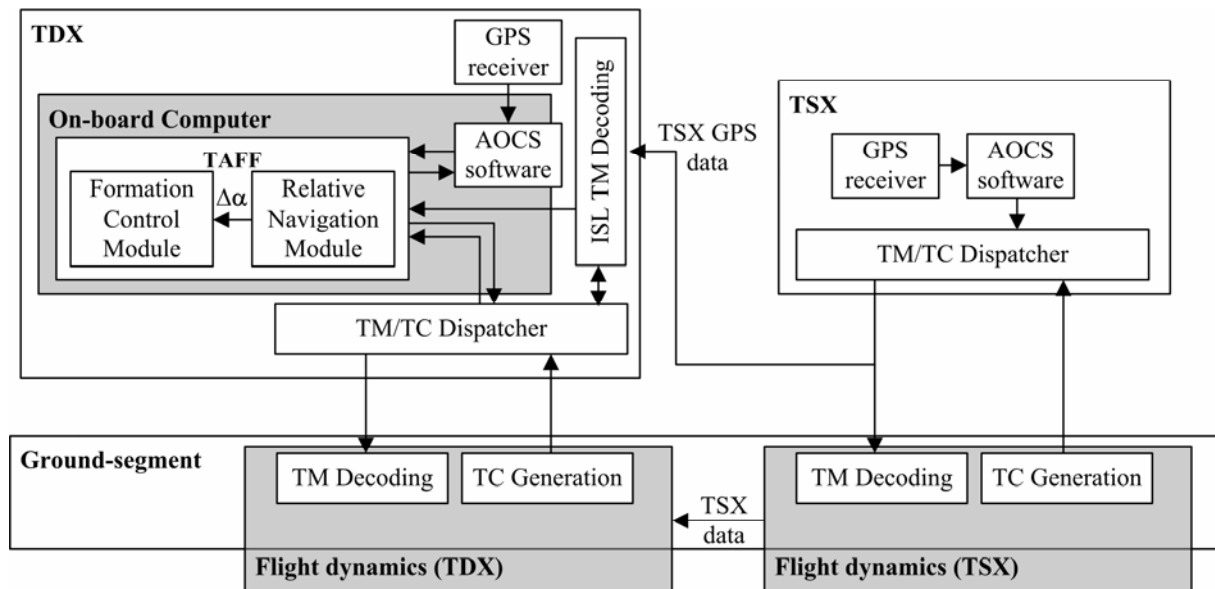 TDX
GPS
receiver
ISL TM Decoding
On-board Computer
AOCS
software
TAFF
Formation
Control
Module
Δα
Relative
Navigation
Module
TM/TC Dispatcher
TSX GPS
data
TSX
GPS
receiver
AOCS
software
TM/TC Dispatcher
Ground-segment
TM Decoding
TC Generation
Flight dynamics (TDX)
TSX
data
TM Decoding
TC Generation
Flight dynamics (TSX)